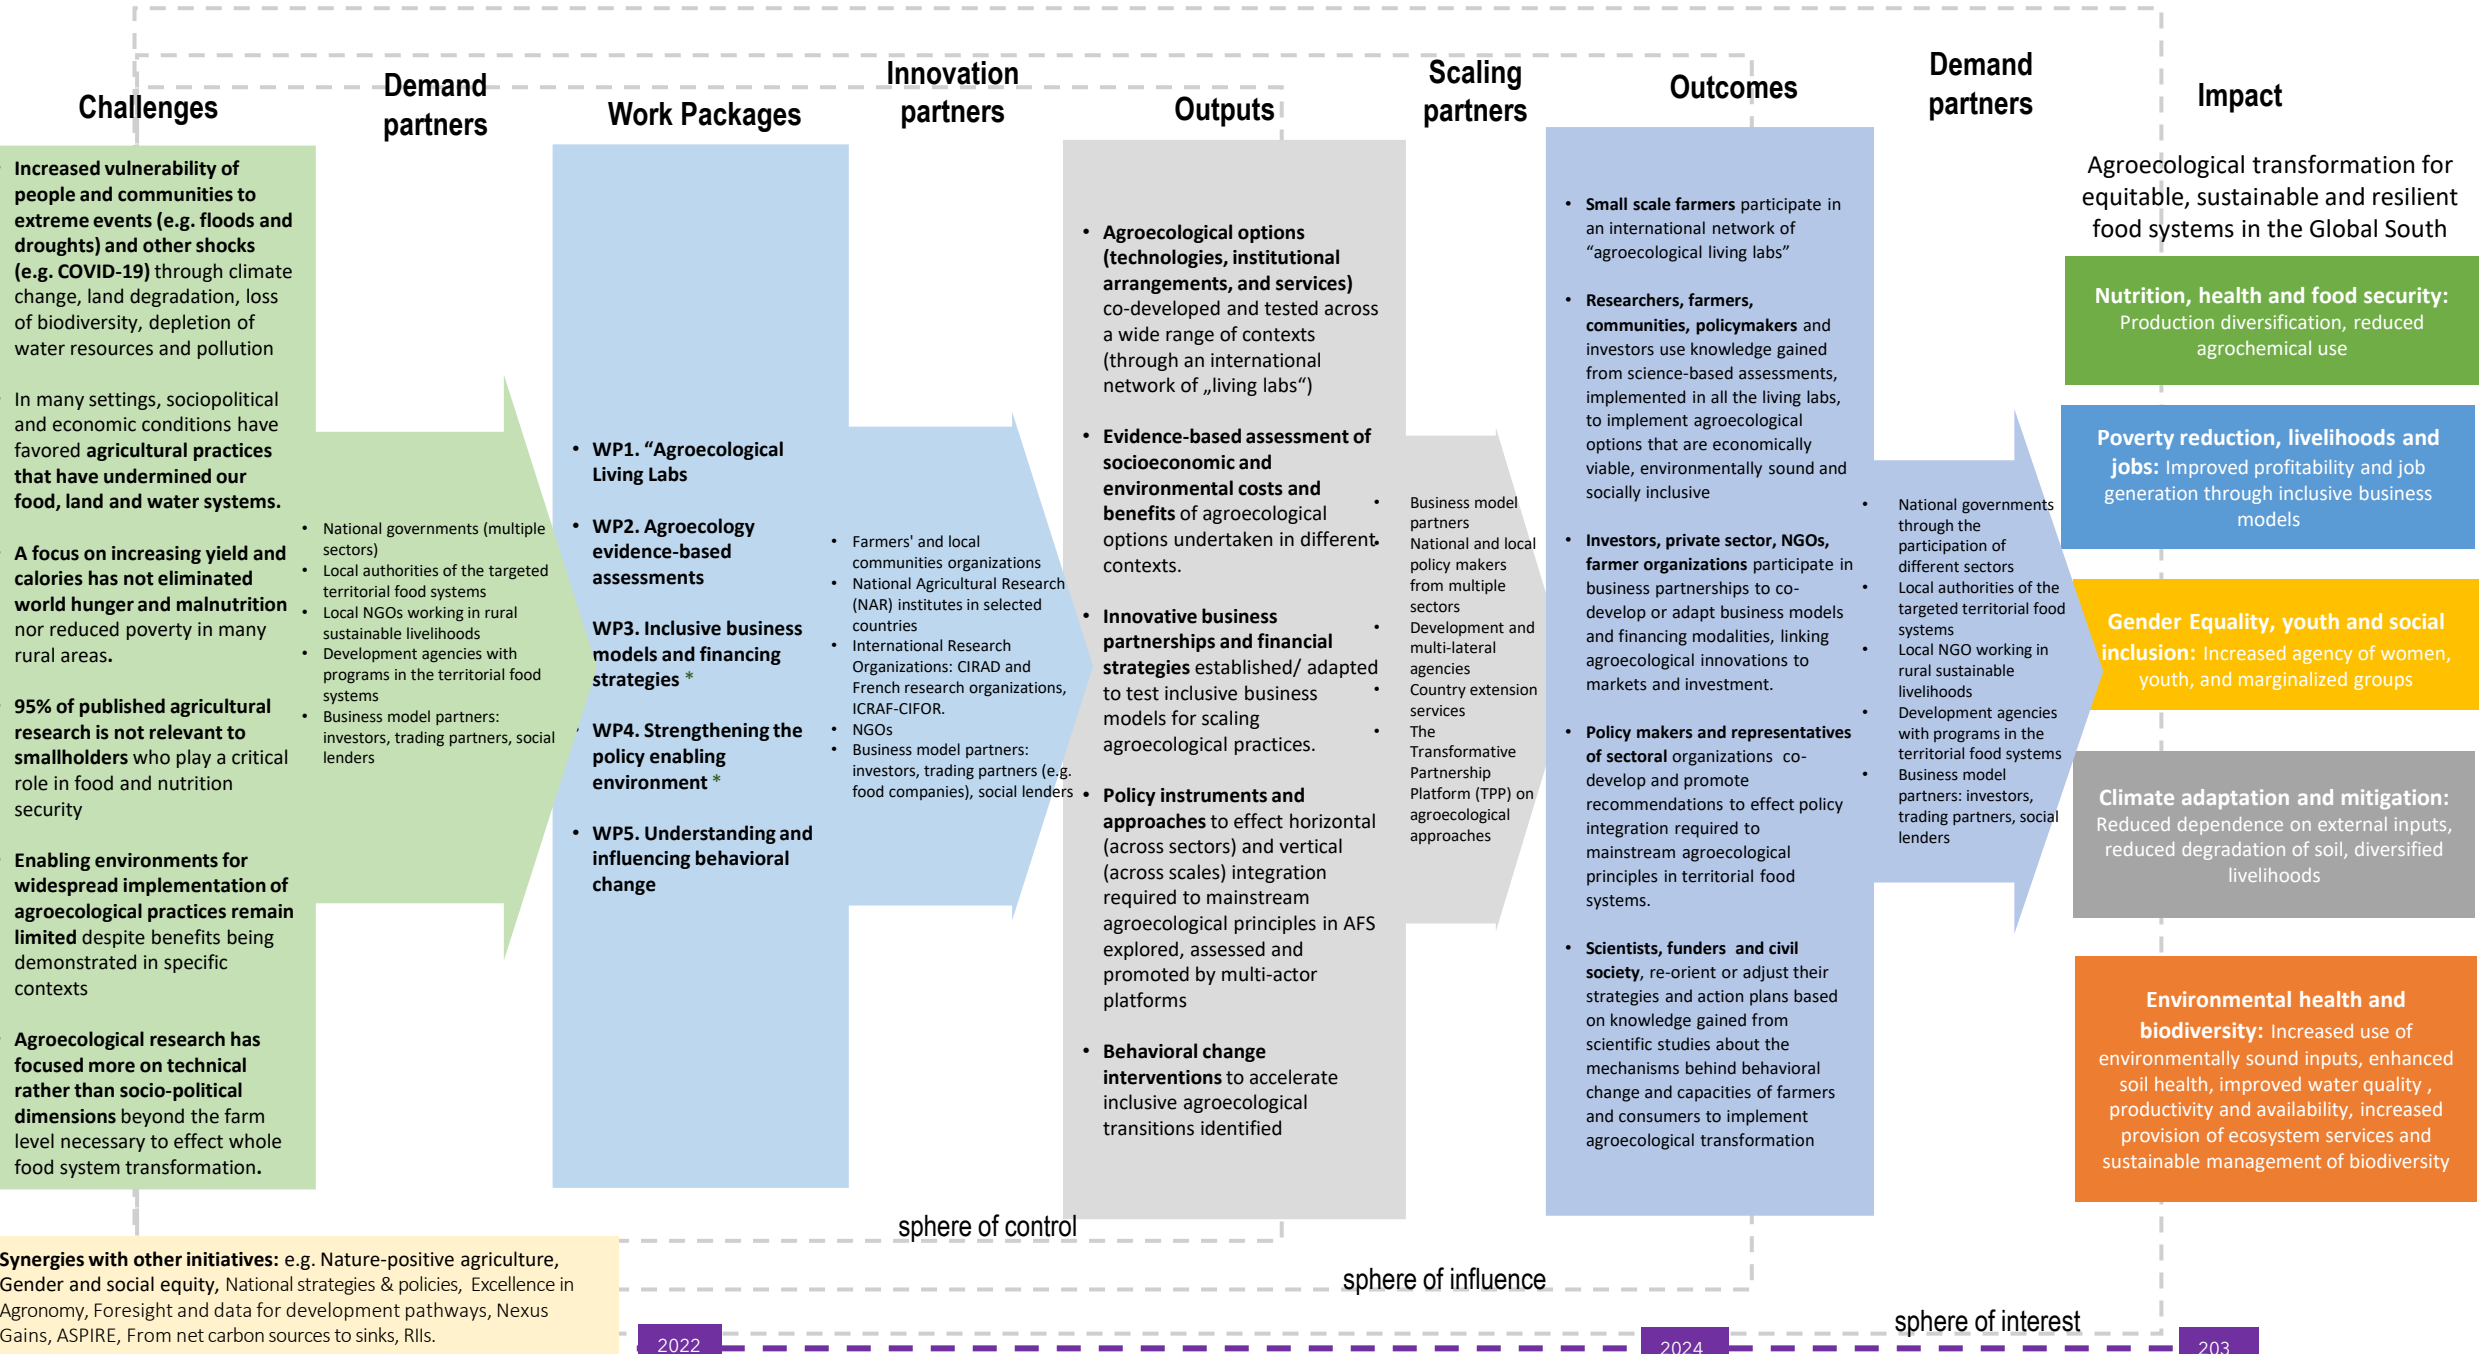 Challenges
Increased vulnerability of
people and communities to
extreme events (e.g. floods and
droughts) and other shocks
(e.g. COVID-19) through climate
change, land degradation, loss
of biodiversity, depletion of
water resources and pollution
In many settings, sociopolitical
and economic conditions have
favored agricultural practices
that have undermined our
food, land and water systems.
A focus on increasing yield and
calories has not eliminated
world hunger and malnutrition
nor reduced poverty in many
rural areas.
95% of published agricultural
research is not relevant to
smallholders who play a critical
role in food and nutrition
security
Enabling environments for
widespread implementation of
agroecological practices remain
limited despite benefits being
demonstrated in specific
contexts
Agroecological research has
focused more on technical
rather than socio-political
dimensions beyond the farm
level necessary to effect whole
food system transformation.
Demand
partners
• National governments (multiple
sectors)
• Local authorities of the targeted
territorial food systems
• Local NGOs working in rural
sustainable livelihoods
• Development agencies with
programs in the territorial food
systems
• Business model partners:
investors, trading partners, social
lenders
Work Packages
• WP1. “Agroecological
Living Labs
• WP2. Agroecology
evidence-based
assessments
WP3. Inclusive business
models and financing
strategies *
WP4. Strengthening the
policy enabling
environment *
• WP5. Understanding and
influencing behavioral
change
Innovation
partners
• Farmers' and local
communities organizations
• National Agricultural Research
(NAR) institutes in selected
countries
• International Research
Organizations: CIRAD and
French research organizations,
ICRAF-CIFOR.
• NGOs
• Business model partners:
investors, trading partners (e.g.
food companies), social lenders
Outputs
• Agroecological options
(technologies, institutional
arrangements, and services)
co-developed and tested across
a wide range of contexts
(through an international
network of „living labs“)
• Evidence-based assessment of
socioeconomic and
environmental costs and
benefits of agroecological
options undertaken in different
contexts.
• Innovative business
partnerships and financial
strategies established/ adapted
to test inclusive business
models for scaling
agroecological practices.
• Policy instruments and
approaches to effect horizontal
(across sectors) and vertical
(across scales) integration
required to mainstream
agroecological principles in AFS
explored, assessed and
promoted by multi-actor
platforms
• Behavioral change
interventions to accelerate
inclusive agroecological
transitions identified
Scaling
partners
• Business model
partners
• National and local
policy makers
from multiple
sectors
• Development and
multi-lateral
agencies
• Country extension
services
• The
Transformative
Partnership
Platform (TPP) on
agroecological
approaches
Outcomes
• Small scale farmers participate in
an international network of
“agroecological living labs”
• Researchers, farmers,
communities, policymakers and
investors use knowledge gained
from science-based assessments,
implemented in all the living labs,
to implement agroecological
options that are economically
viable, environmentally sound and
socially inclusive
• Investors, private sector, NGOs,
farmer organizations participate in
business partnerships to co-
develop or adapt business models
and financing modalities, linking
agroecological innovations to
markets and investment.
• Policy makers and representatives
of sectoral organizations co-
develop and promote
recommendations to effect policy
integration required to
mainstream agroecological
principles in territorial food
systems.
• Scientists, funders and civil
society, re-orient or adjust their
strategies and action plans based
on knowledge gained from
scientific studies about the
mechanisms behind behavioral
change and capacities of farmers
and consumers to implement
agroecological transformation
Demand
partners
• National governments
through the
participation of
different sectors
• Local authorities of the
targeted territorial food
systems
• Local NGO working in
rural sustainable
livelihoods
• Development agencies
with programs in the
territorial food systems
• Business model
partners: investors,
trading partners, social
lenders
Impact
Agroecological transformation for
equitable, sustainable and resilient
food systems in the Global South
Nutrition, health and food security:
Production diversification, reduced
agrochemical use
Poverty reduction, livelihoods and
jobs: Improved profitability and job
generation through inclusive business
models
Gender Equality, youth and social
inclusion: Increased agency of women,
youth, and marginalized groups
Climate adaptation and mitigation:
Reduced dependence on external inputs,
reduced degradation of soil, diversified
livelihoods
Environmental health and
biodiversity: Increased use of
environmentally sound inputs, enhanced
soil health, improved water quality ,
productivity and availability, increased
provision of ecosystem services and
sustainable management of biodiversity
sphere of control
sphere of influence
sphere of interest
Synergies with other initiatives: e.g. Nature-positive agriculture,
Gender and social equity, National strategies & policies, Excellence in
Agronomy, Foresight and data for development pathways, Nexus
Gains, ASPIRE, From net carbon sources to sinks, RIIs.
2022
2024
203